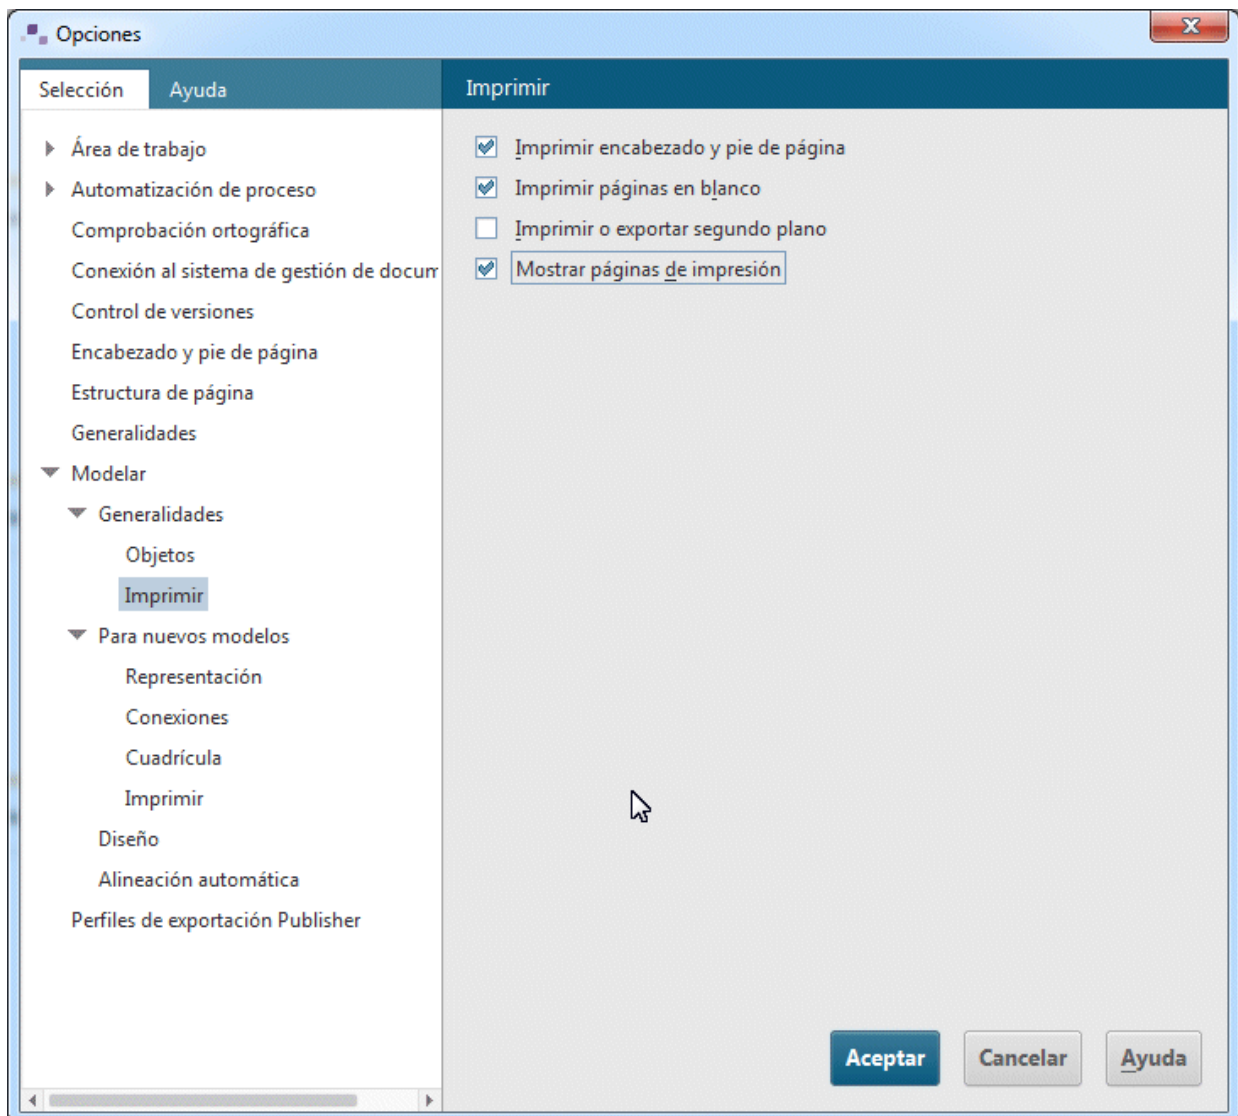 Opciones
Selección
Ayuda
Imprimir
Área de trabajo
Automatización de proceso
Comprobación ortográfica
Conexión al sistema de gestión de docum
Control de versiones
Encabezado y pie de página
Estructura de página
Generalidades
Modelar
Generalidades
Objetos
Imprimir
Para nuevos modelos
Representación
Conexiones
Cuadrícula
Imprimir
Diseño
Alineación automática
Perfiles de exportación Publisher
Imprimir encabezado y pie de página
Imprimir páginas en blanco
Imprimir o exportar segundo plano
Mostrar páginas de impresión
Aceptar
Cancelar
Ayuda